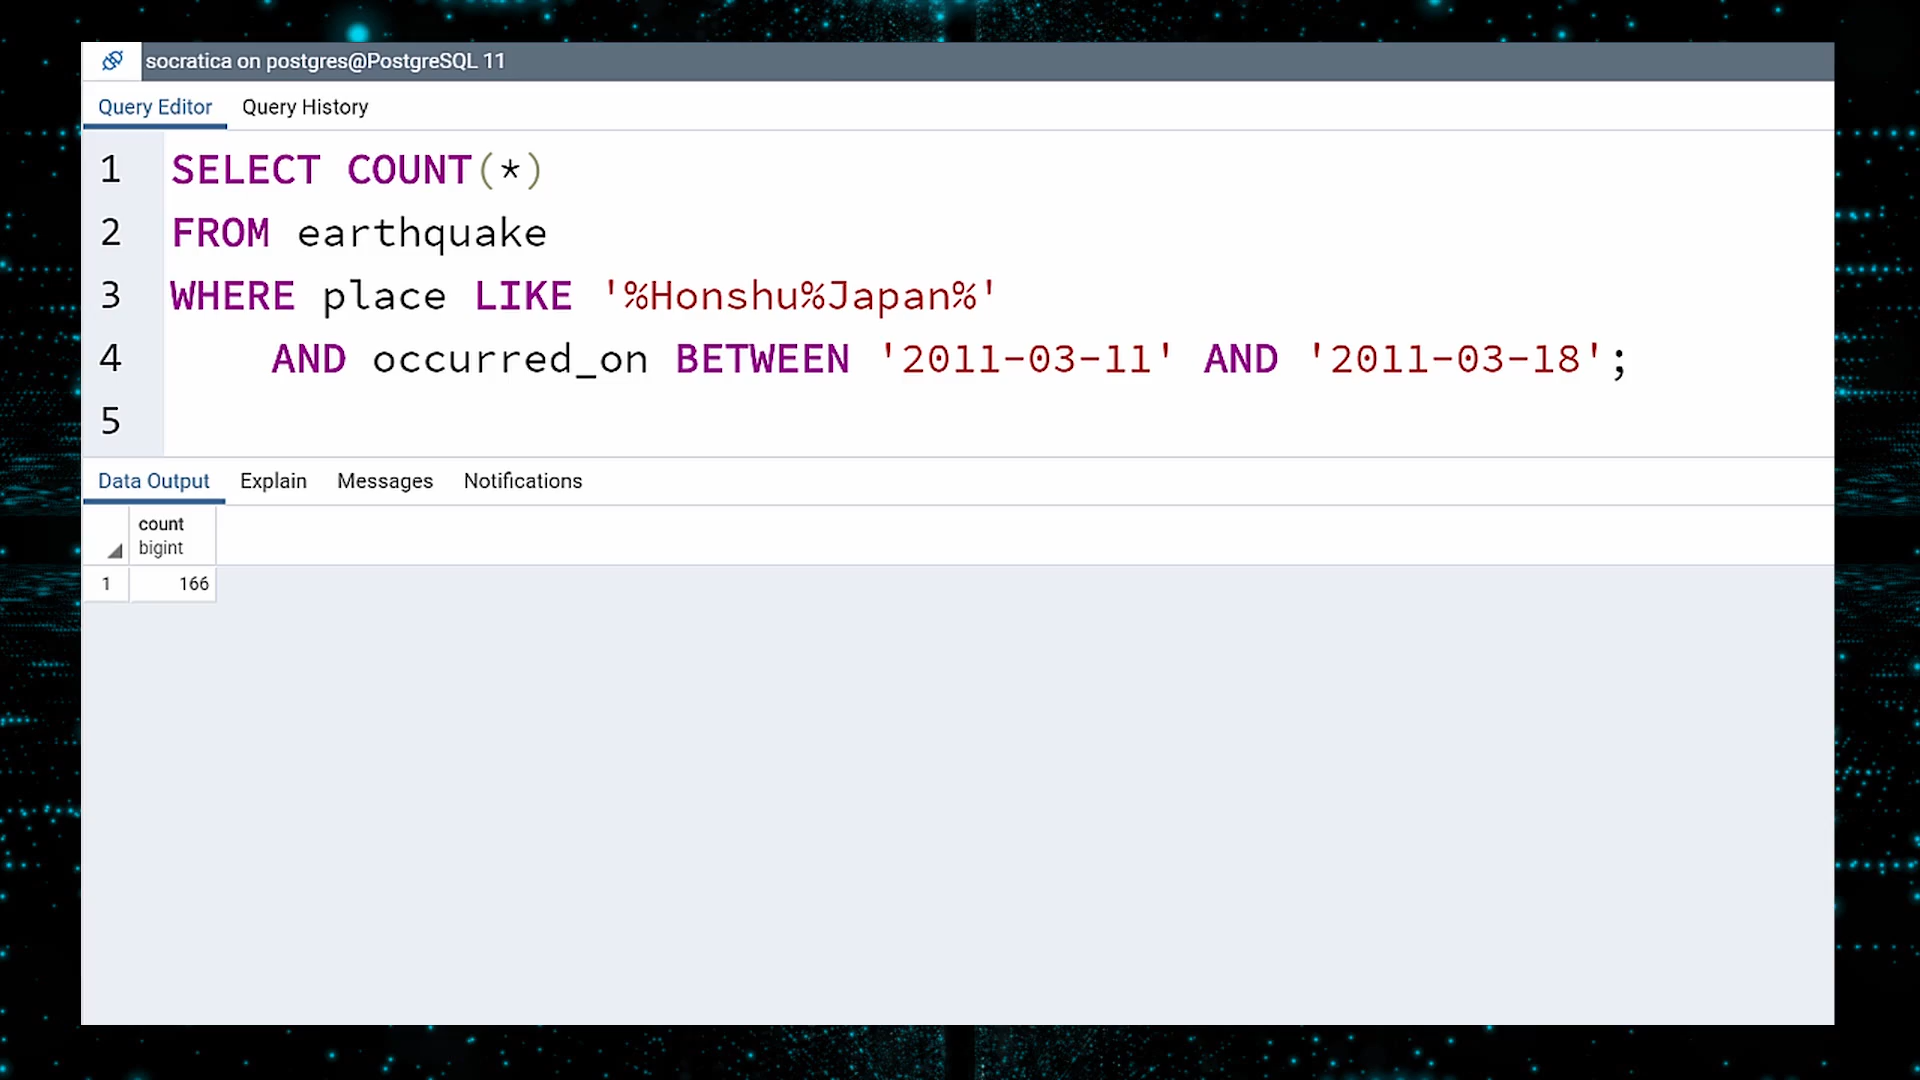 socratica on postgres@PostgreSQL 11
Query Editor Query History
1 SELECT COUNT(*)
2 FROM earthquake
3 WHERE place LIKE '%Honshu%Japan%'
4 AND occurred_on BETWEEN '2011-03-11' AND '2011-03-18';
5
Data Output Explain Messages Notifications
count
bigint
1 166